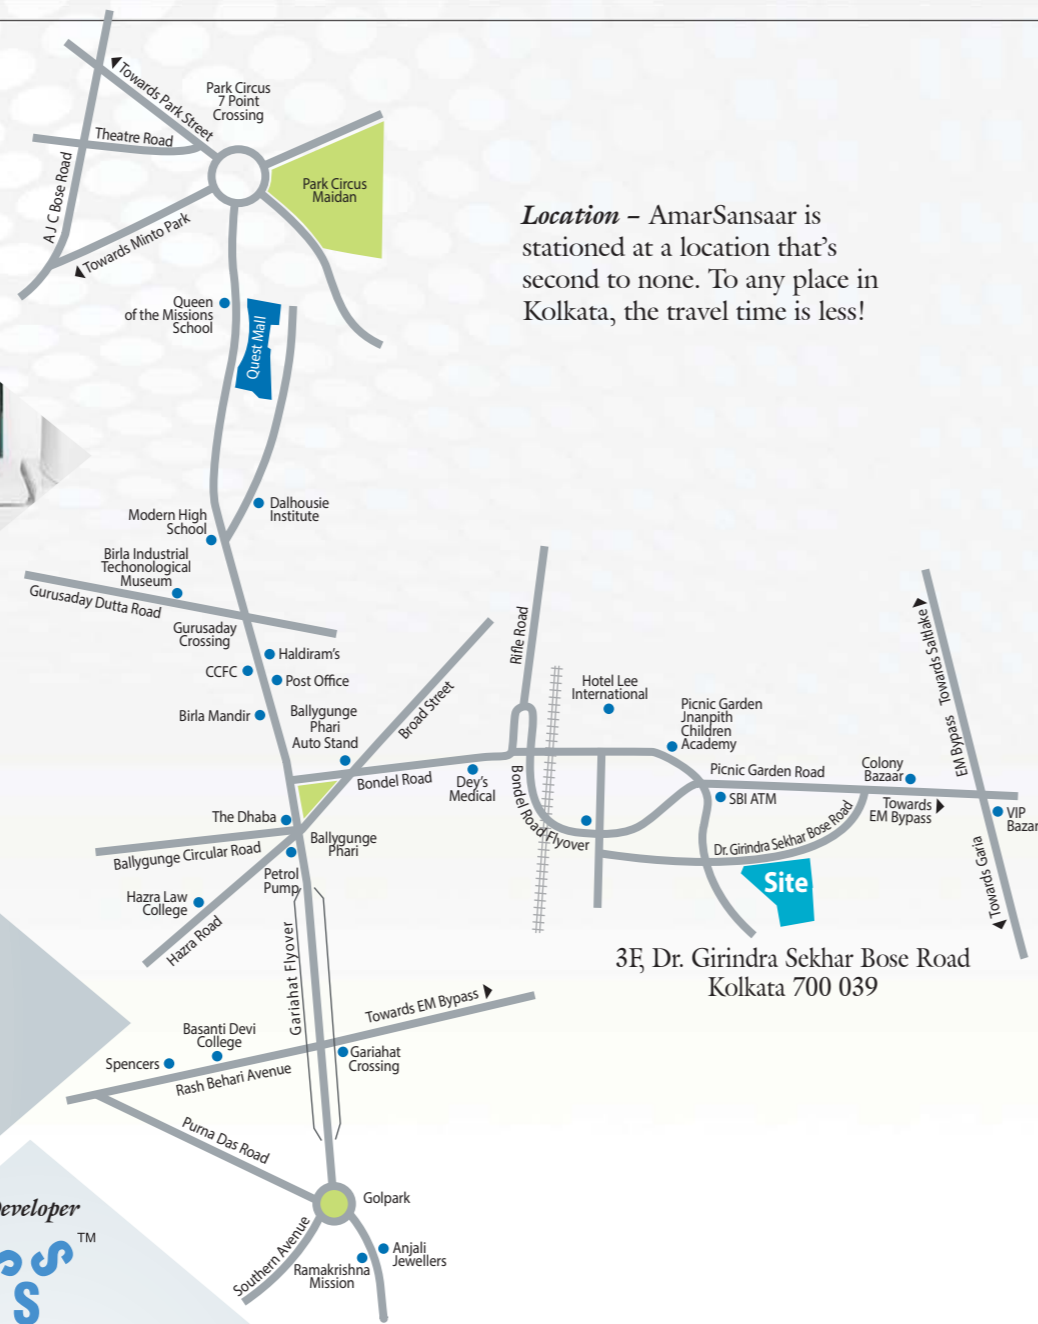 Towards Park Street
Park Circus
7 Point
Crossing
Theatre Road
A J C Bose Road
Park Circus
Maidan
Towards Minto Park
Location – AmarSansaar is
stationed at a location that's
second to none. To any place in
Kolkata, the travel time is less!
Queen
of the Missions
School
Quest Mall
Dalhousie
Institute
Modern High
School
Birla Industrial
Techonological
Museum
Gurusaday Dutta Road
Gurusaday
Crossing
Haldiram's
CCFC
Post Office
Birla Mandir
Ballygunge
Phari
Auto Stand
Broad Street
Rifle Road
Hotel Lee
International
Picnic Garden
Jnanpith
Children
Academy
Towards Saltlake
EM Bypass
Bondel Road
Dey's
Medical
Bondel Road Flyover
Picnic Garden Road
Colony
Bazaar
SBI ATM
Towards
EM Bypass
VIP
Bazar
The Dhaba
Ballygunge
Phari
Ballygunge Circular Road
Petrol
Pump
Dr. Girindra Sekhar Bose Road
Towards Garia
Hazra Law
College
Hazra Road
Site
3F, Dr. Girindra Sekhar Bose Road
Kolkata 700 039
Gariahat Flyover
Towards EM Bypass
Basanti Devi
College
Spencers
Gariahat
Crossing
Rash Behari Avenue
Purna Das Road
Golpark
Southern Avenue
Ramakrishna
Mission
Anjali
Jewellers
Developer
TM
S
S
S